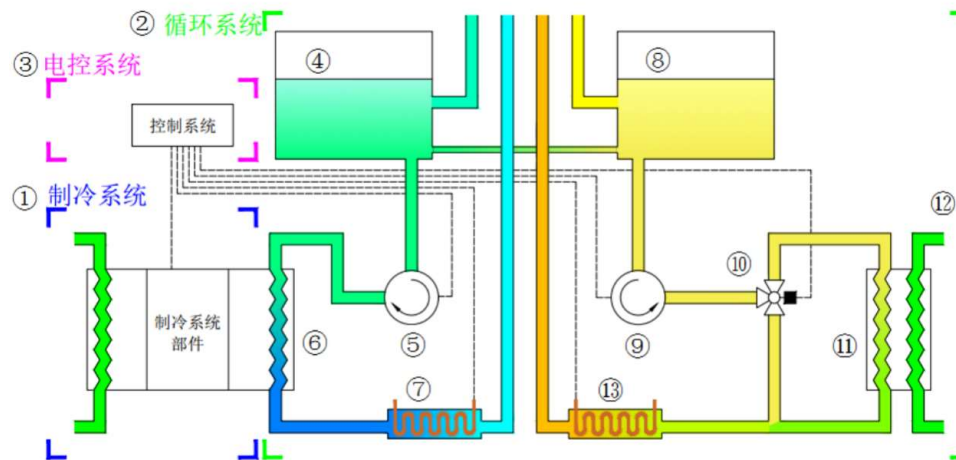 ② 循环系统
③ 电控系统
④
⑧
控制系统
① 制冷系统
⑫
⑩
制冷系统
部件
⑥
⑤
⑨
⑪
⑦
⑬